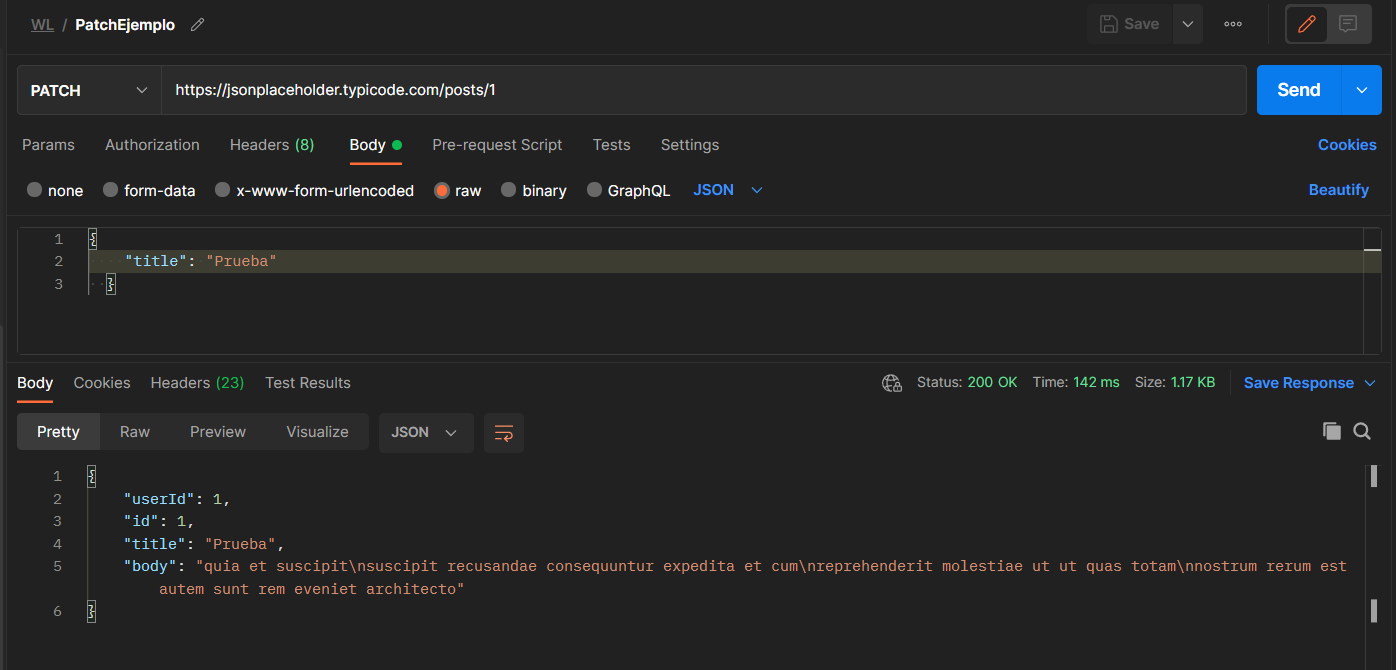 WL / PatchEjemplo
Save
PATCH
https://jsonplaceholder.typicode.com/posts/1
Send
Params Authorization Headers (8) Body Pre-request Script Tests Settings Cookies
none form-data x-www-form-urlencoded raw binary GraphQL JSON Beautify
1 {
2 "title": "Prueba"
3 }
Body Cookies Headers (23) Test Results Status: 200 OK Time: 142 ms Size: 1.17 KB Save Response
Pretty Raw Preview Visualize JSON
1 {
2 "userId": 1,
3 "id": 1,
4 "title": "Prueba",
5 "body": "quia et suscipit\nsuscipit recusandae consequuntur expedita et cum\nreprehenderit molestiae ut ut quas totam\nnostrum rerum est
autem sunt rem eveniet architecto"
6 }